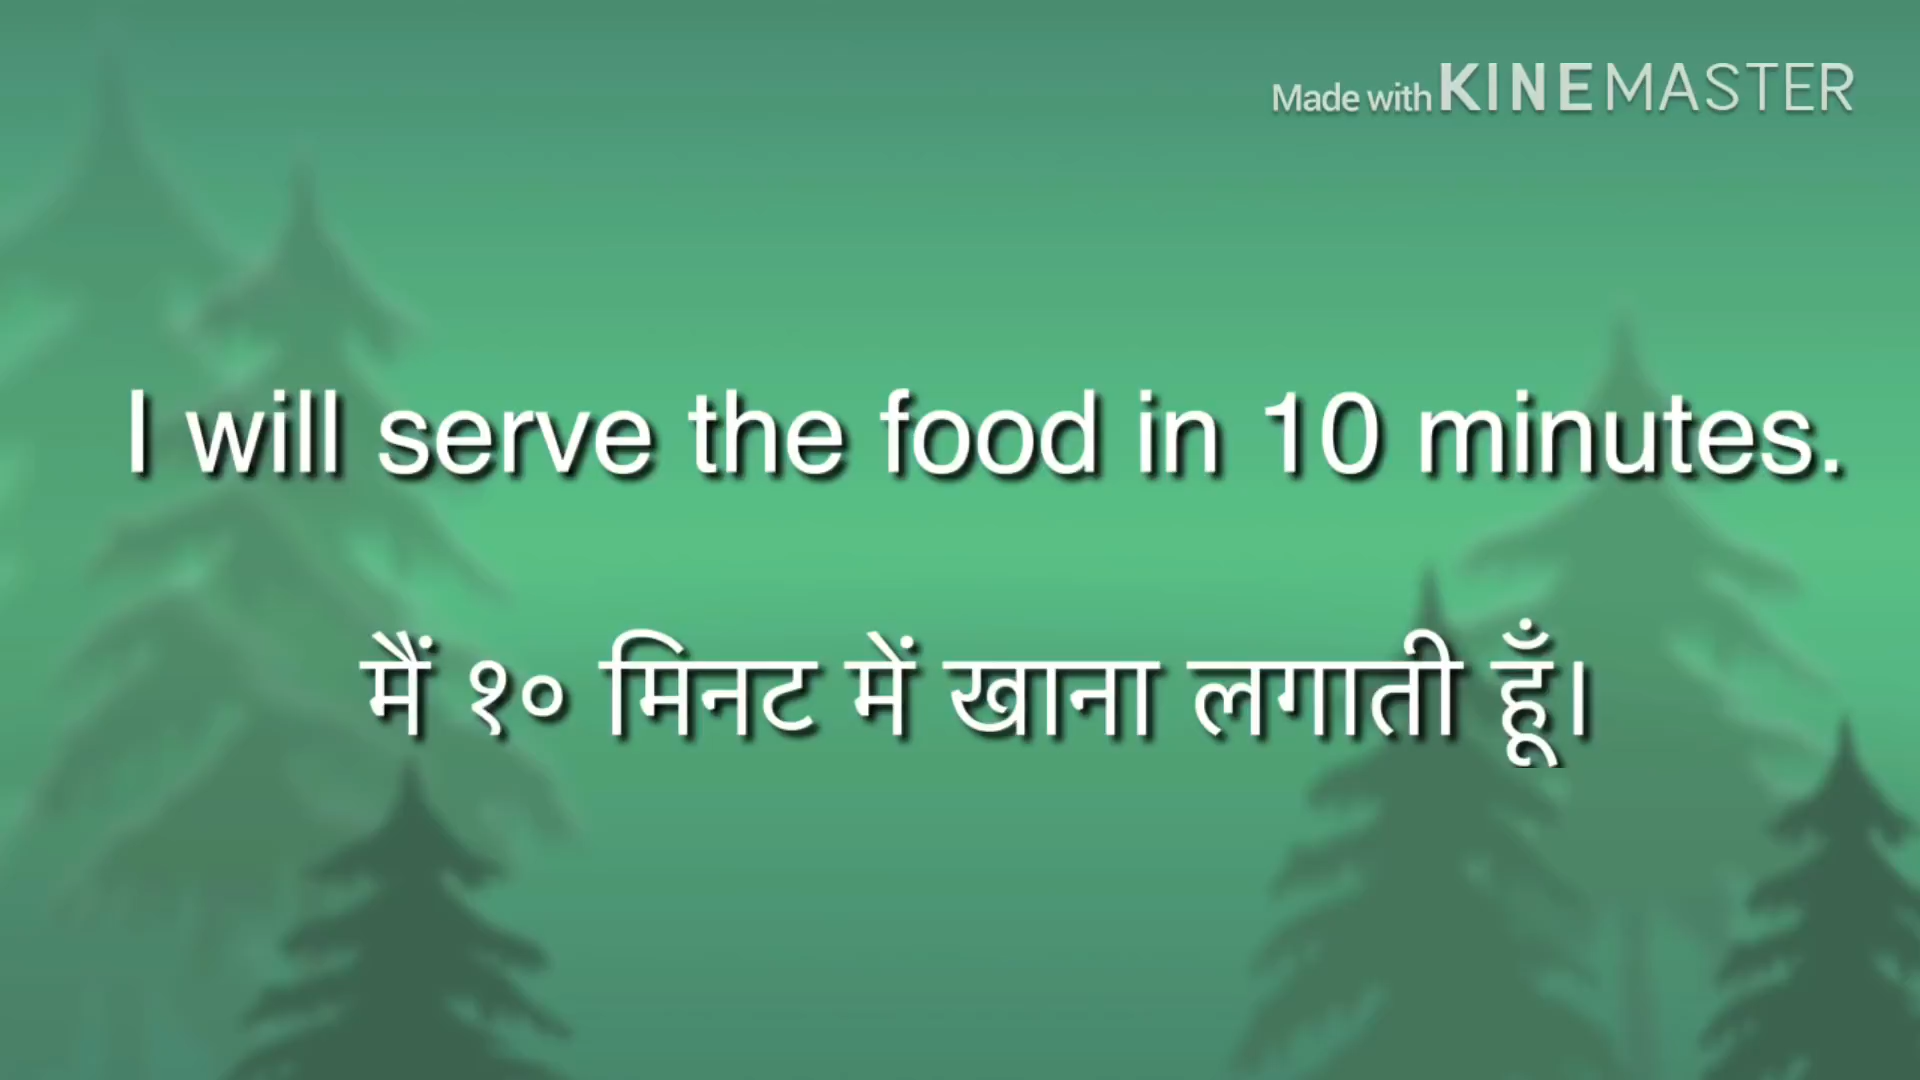 Made with KINEMASTER
I will serve the food in 10 minutes.
मैं १० मिनट में खाना लगाती हूँ।